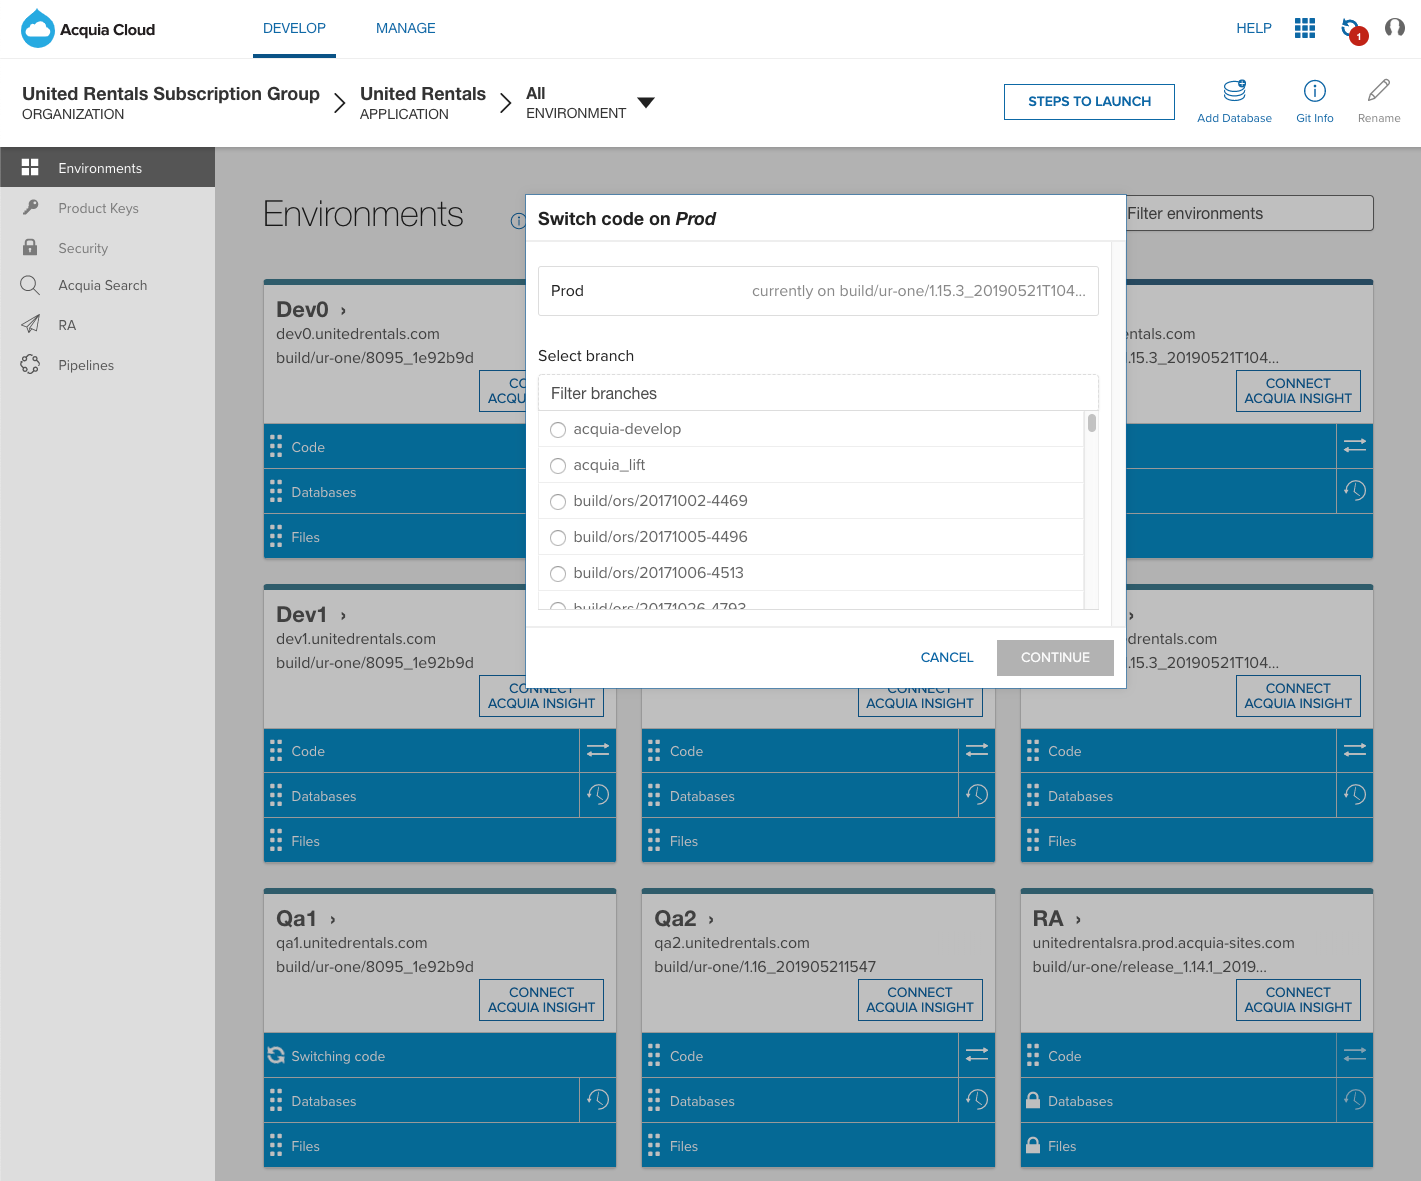 Acquia Cloud
DEVELOP
MANAGE
HELP
1
United Rentals Subscription Group
ORGANIZATION
United Rentals
APPLICATION
All
ENVIRONMENT
STEPS TO LAUNCH
Add Database
Git Info
Rename
Environments
Product Keys
Security
Acquia Search
RA
Pipelines
Environments
Filter environments
Switch code on Prod
Prod
currently on build/ur-one/1.15.3_20190521T104...
Select branch
Filter branches
acquia-develop
acquia_lift
build/ors/20171002-4469
build/ors/20171005-4496
build/ors/20171006-4513
build/ors/20171026-4793
CANCEL
CONTINUE
Dev0 ›
dev0.unitedrentals.com
build/ur-one/8095_1e92b9d
CO
ACQU
Code
Databases
Files
entals.com
.15.3_20190521T104...
CONNECT
ACQUIA INSIGHT
Dev1 ›
dev1.unitedrentals.com
build/ur-one/8095_1e92b9d
CONNECT
ACQUIA INSIGHT
Code
Databases
Files
CONNECT
ACQUIA INSIGHT
Code
Databases
Files
›
drentals.com
.15.3_20190521T104...
CONNECT
ACQUIA INSIGHT
Code
Databases
Files
Qa1 ›
qa1.unitedrentals.com
build/ur-one/8095_1e92b9d
CONNECT
ACQUIA INSIGHT
Switching code
Databases
Files
Qa2 ›
qa2.unitedrentals.com
build/ur-one/1.16_201905211547
CONNECT
ACQUIA INSIGHT
Code
Databases
Files
RA ›
unitedrentalsra.prod.acquia-sites.com
build/ur-one/release_1.14.1_2019...
CONNECT
ACQUIA INSIGHT
Code
Databases
Files